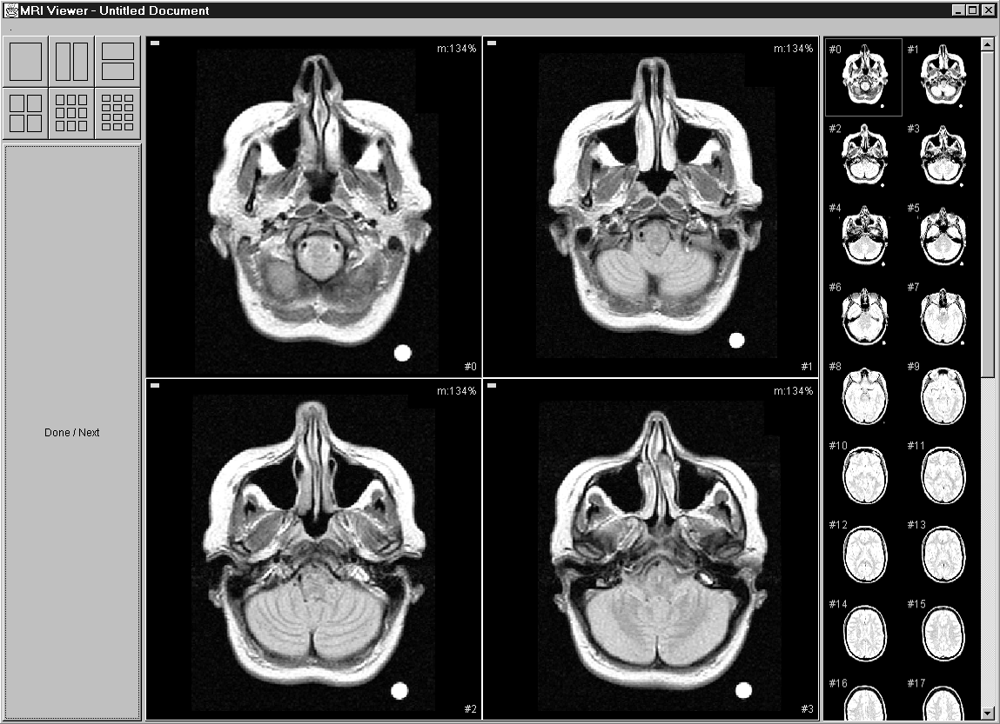 MRI Viewer - Untitled Document
m:134%
#0
m:134%
#1
m:134%
#2
m:134%
#3
Done / Next
#0 #1
#2 #3
#4 #5
#6 #7
#8 #9
#10 #11
#12 #13
#14 #15
#16 #17